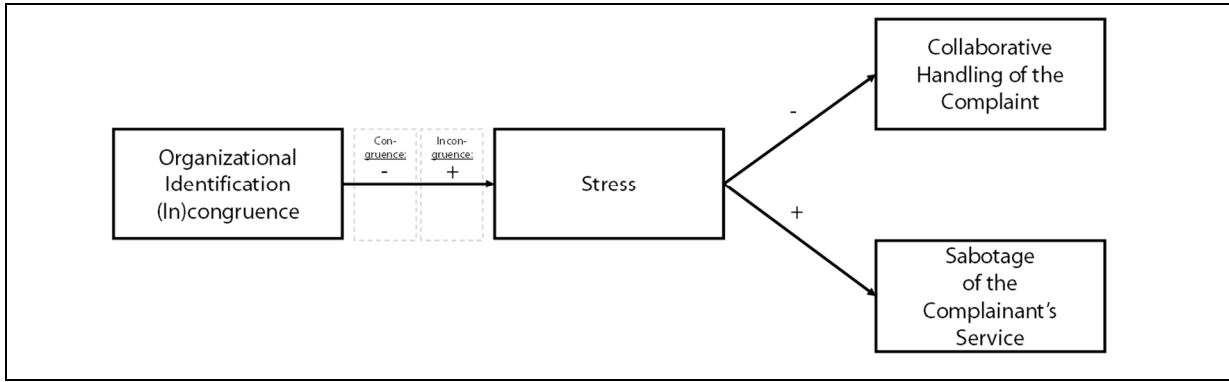 Organizational
Identification
(In)congruence
Con-
gruence:
-
Incon-
gruence:
+
Stress
-
+
Collaborative
Handling of the
Complaint
Sabotage
of the
Complainant's
Service